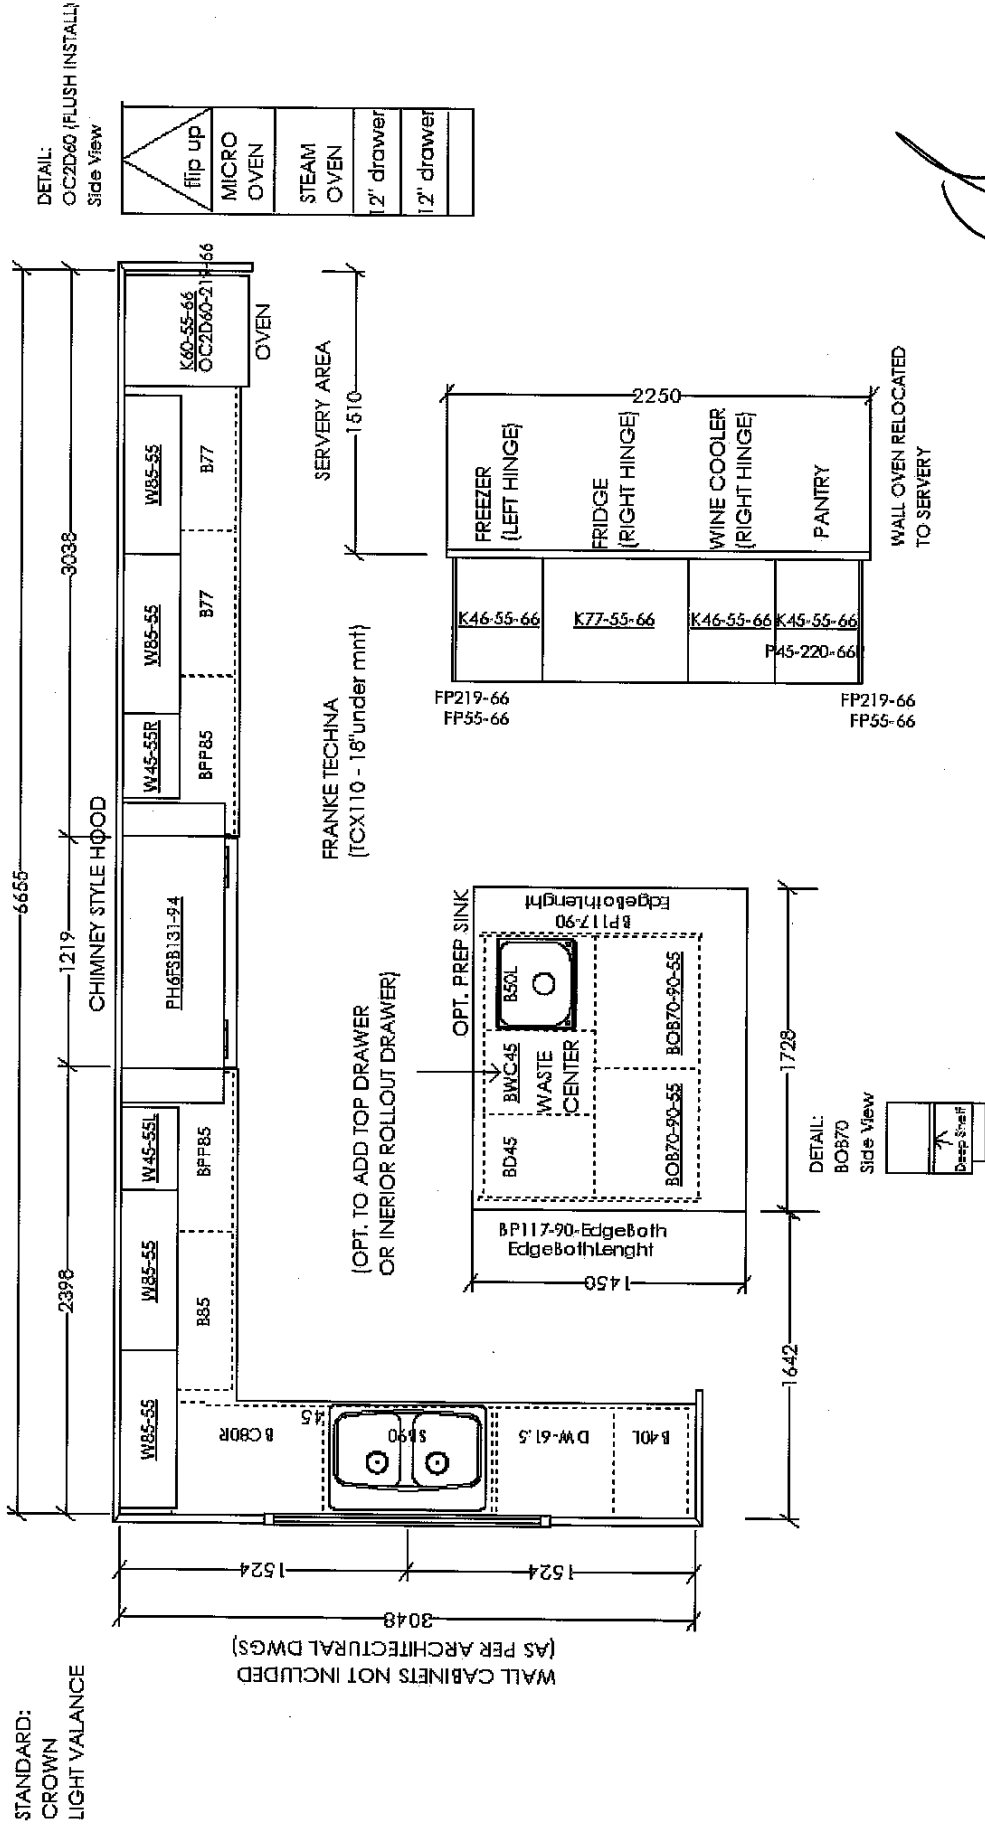 STANDARD:
CROWN
LIGHT VALANCE
6655
2398
1219
3038
CHIMNEY STYLE HOOD
W85-55
W85-55
W45-55L
PH6FSB131-94
W45-55R
W85-55
W85-55
K60-55-66
OC2D60-219-66
OVEN
B85
BPP85
BPP85
B77
B77
BC80R
45
SB90
DW-61.5
B40L
1524
1524
3048
(AS PER ARCHITECTURAL DWGS)
WALL CABINETS NOT INCLUDED
DETAIL:
OC2D60 (FLUSH INSTALL)
Side View
flip up
MICRO
OVEN
STEAM
OVEN
12" drawer
12" drawer
SERVERY AREA
1510
FRANKE TECHNA
(TCX110 - 18"under mnt)
(OPT. TO ADD TOP DRAWER
OR INERIOR ROLLOUT DRAWER)
OPT. PREP SINK
BD45
BWC45
WASTE
CENTER
B50L
BOB70-90-55
BOB70-90-55
BP117-90
EdgeBothLenght
BP117-90-EdgeBoth
EdgeBothLenght
1450
1642
1728
DETAIL:
BOB70
Side View
Deep Shelf
FP219-66
FP55-66
K46-55-66
K77-55-66
K46-55-66
K45-55-66
P45-220-66
FP219-66
FP55-66
FREEZER
(LEFT HINGE)
FRIDGE
(RIGHT HINGE)
WINE COOLER
(RIGHT HINGE)
PANTRY
2250
WALL OVEN RELOCATED
TO SERVERY